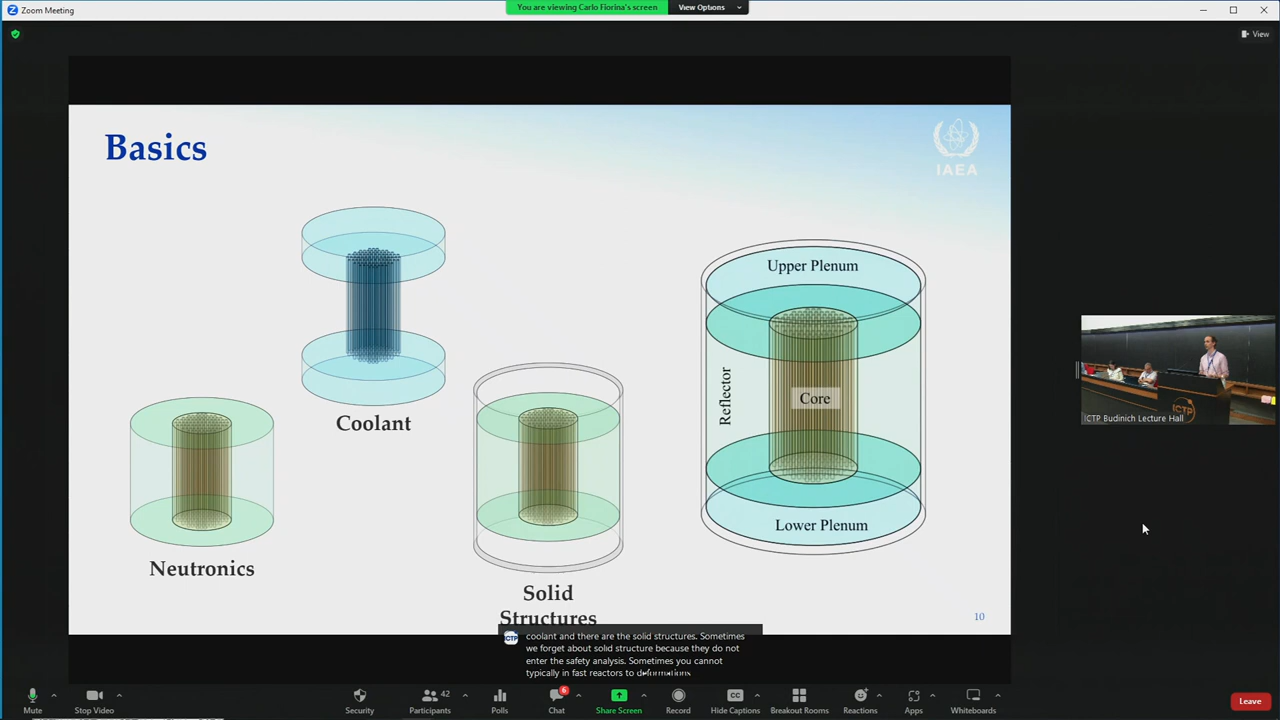 Zoom Meeting
You are viewing Carlo Fiorina's screen
View Options
View
Basics
IAEA
Upper Plenum
Reflector
Core
Lower Plenum
Coolant
Neutronics
Solid
Structures
10
ICTP
ICTP Budinich Lecture Hall
ICTP
coolant and there are the solid structures. Sometimes
we forget about solid structure because they do not
enter the safety analysis. Sometimes you cannot
typically in fast reactors to deformations
Mute
Stop Video
Security
42
Participants
Polls
6
Chat
Share Screen
Record
CC
Hide Captions
Breakout Rooms
Reactions
Apps
Whiteboards
Leave